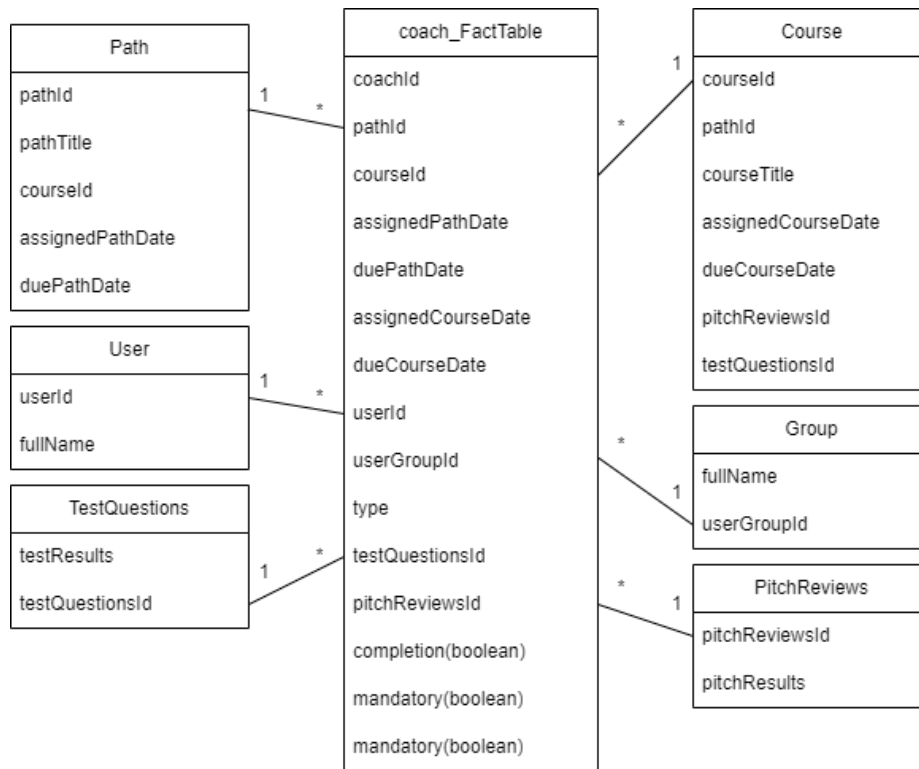 Path
pathId
pathTitle
courseId
assignedPathDate
duePathDate
User
userId
fullName
TestQuestions
testResults
testQuestionsId
1
*
1
*
1
*
coach_FactTable
coachId
pathId
courseId
assignedPathDate
duePathDate
assignedCourseDate
dueCourseDate
userId
userGroupId
type
testQuestionsId
pitchReviewsId
completion(boolean)
mandatory(boolean)
mandatory(boolean)
1
*
*
1
*
1
Course
courseId
pathId
courseTitle
assignedCourseDate
dueCourseDate
pitchReviewsId
testQuestionsId
Group
fullName
userGroupId
PitchReviews
pitchReviewsId
pitchResults